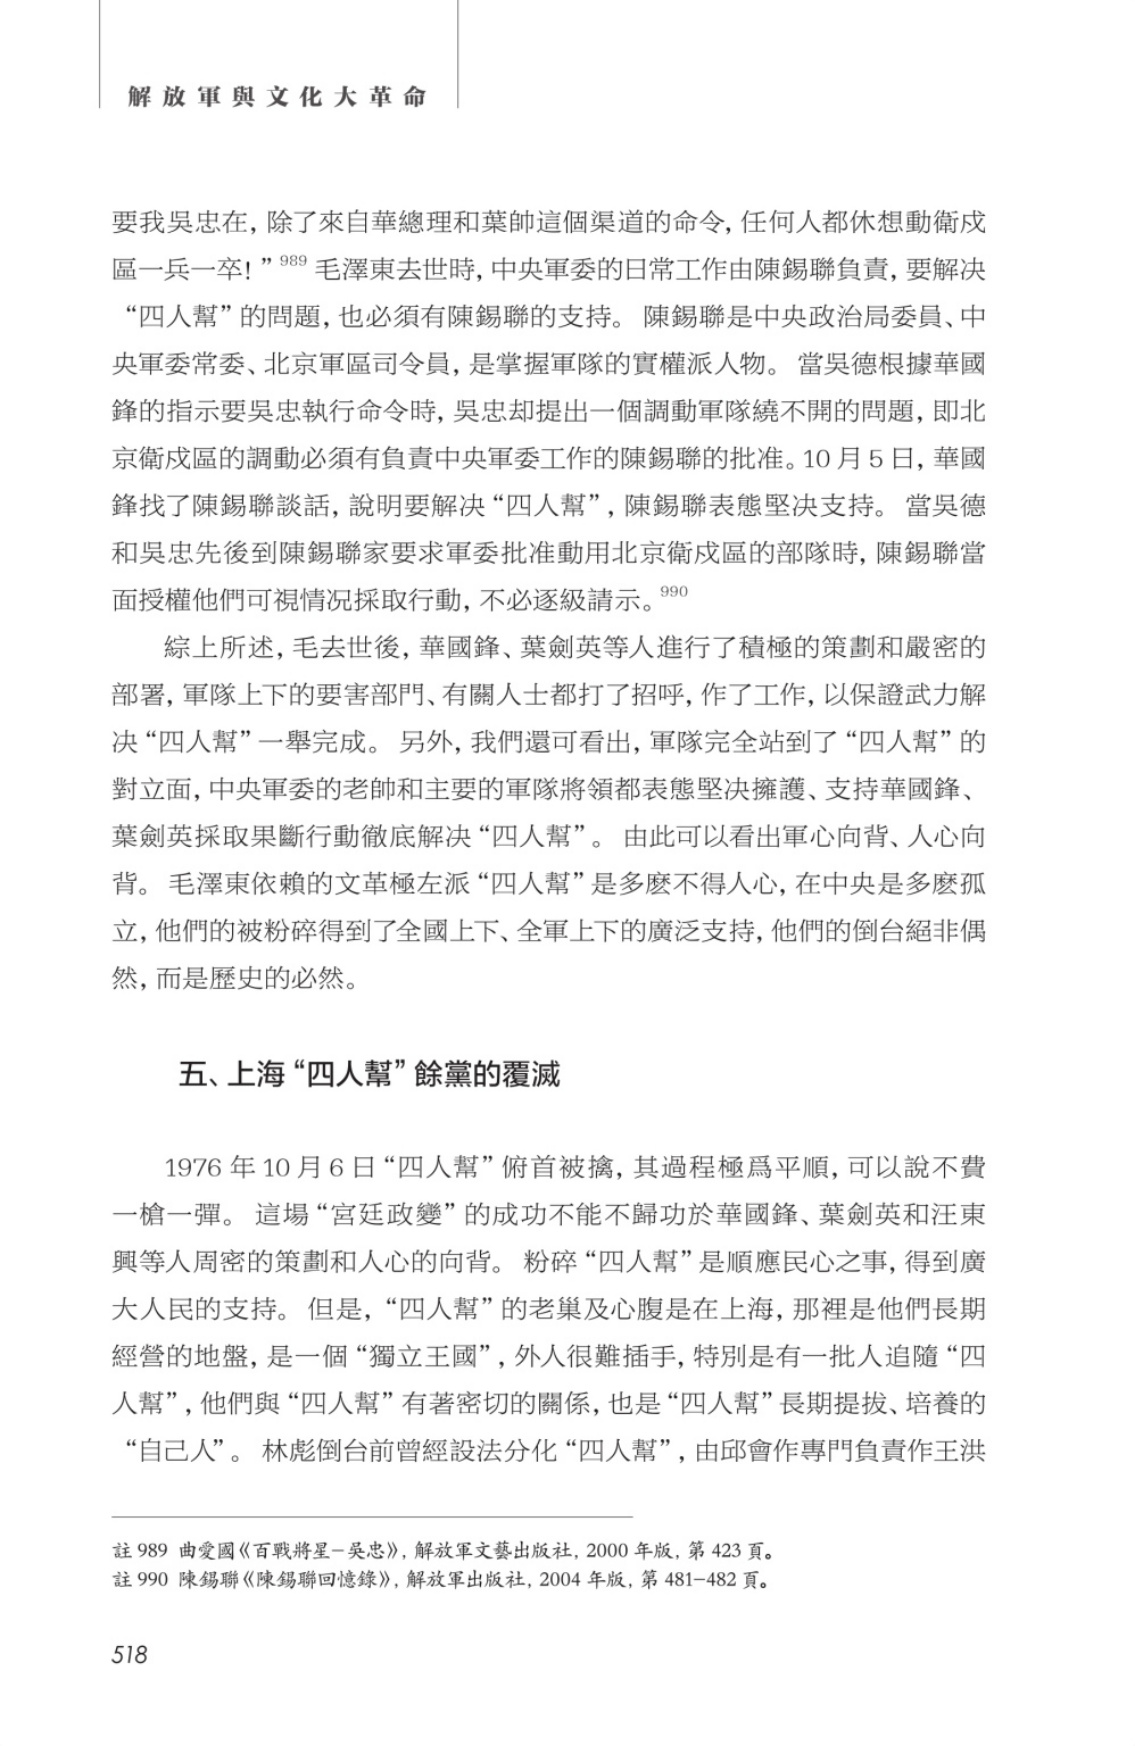 解放軍與文化大革命
要我吳忠在，除了來自華總理和葉帥這個渠道的命令，任何人都休想動衛戍
區一兵一卒！”989 毛澤東去世時，中央軍委的日常工作由陳錫聯負責，要解決
“四人幫”的問題，也必須有陳錫聯的支持。 陳錫聯是中央政治局委員、中
央軍委常委、北京軍區司令員，是掌握軍隊的實權派人物。 當吳德根據華國
鋒的指示要吳忠執行命令時，吳忠却提出一個調動軍隊繞不開的問題，即北
京衛戍區的調動必須有負責中央軍委工作的陳錫聯的批准。10 月 5 日，華國
鋒找了陳錫聯談話，說明要解决“四人幫”，陳錫聯表態堅决支持。 當吳德
和吳忠先後到陳錫聯家要求軍委批准動用北京衛戍區的部隊時，陳錫聯當
面授權他們可視情况採取行動，不必逐級請示。990
綜上所述，毛去世後，華國鋒、葉劍英等人進行了積極的策劃和嚴密的
部署，軍隊上下的要害部門、有關人士都打了招呼，作了工作，以保證武力解
决“四人幫”一舉完成。 另外，我們還可看出，軍隊完全站到了“四人幫”的
對立面，中央軍委的老帥和主要的軍隊將領都表態堅决擁護、支持華國鋒、
葉劍英採取果斷行動徹底解决“四人幫”。 由此可以看出軍心向背、人心向
背。 毛澤東依賴的文革極左派“四人幫”是多麽不得人心，在中央是多麽孤
立，他們的被粉碎得到了全國上下、全軍上下的廣泛支持，他們的倒台絕非偶
然，而是歷史的必然。
五、上海“四人幫”餘黨的覆滅
1976 年 10 月 6 日“四人幫”俯首被擒，其過程極爲平順，可以說不費
一槍一彈。 這場“宮廷政變”的成功不能不歸功於華國鋒、葉劍英和汪東
興等人周密的策劃和人心的向背。 粉碎“四人幫”是順應民心之事，得到廣
大人民的支持。 但是，“四人幫”的老巢及心腹是在上海，那裡是他們長期
經營的地盤，是一個“獨立王國”，外人很難插手，特別是有一批人追隨“四
人幫”，他們與“四人幫”有著密切的關係，也是“四人幫”長期提拔、培養的
“自己人”。 林彪倒台前曾經設法分化“四人幫”，由邱會作專門負責作王洪
註 989 曲愛國《百戰將星—吳忠》，解放軍文藝出版社，2000 年版，第 423 頁。
註 990 陳錫聯《陳錫聯回憶錄》，解放軍出版社，2004 年版，第 481—482 頁。
518